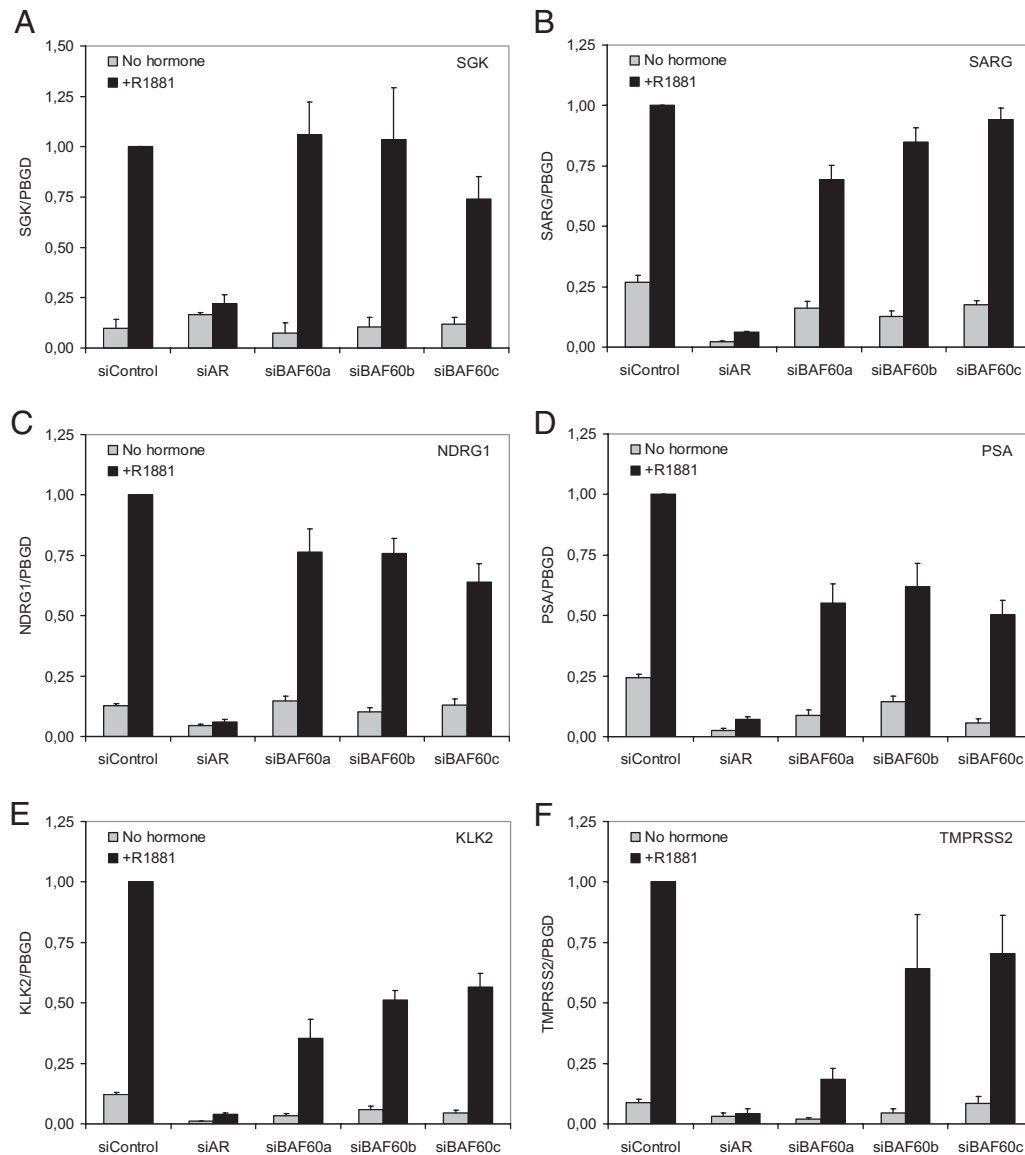 A
SGK/PBGD
1,50
1,25
1,00
0,75
0,50
0,25
0,00
No hormone
+R1881
SGK
siControl siAR siBAF60a siBAF60b siBAF60c
B
SARG/PBGD
1,25
1,00
0,75
0,50
0,25
0,00
No hormone
+R1881
SARG
siControl siAR siBAF60a siBAF60b siBAF60c
C
NDRG1/PBGD
1,25
1,00
0,75
0,50
0,25
0,00
No hormone
+R1881
NDRG1
siControl siAR siBAF60a siBAF60b siBAF60c
D
PSA/PBGD
1,25
1,00
0,75
0,50
0,25
0,00
No hormone
+R1881
PSA
siControl siAR siBAF60a siBAF60b siBAF60c
E
KLK2/PBGD
1,25
1,00
0,75
0,50
0,25
0,00
No hormone
+R1881
KLK2
siControl siAR siBAF60a siBAF60b siBAF60c
F
TMPRSS2/PBGD
1,25
1,00
0,75
0,50
0,25
0,00
No hormone
+R1881
TMPRSS2
siControl siAR siBAF60a siBAF60b siBAF60c